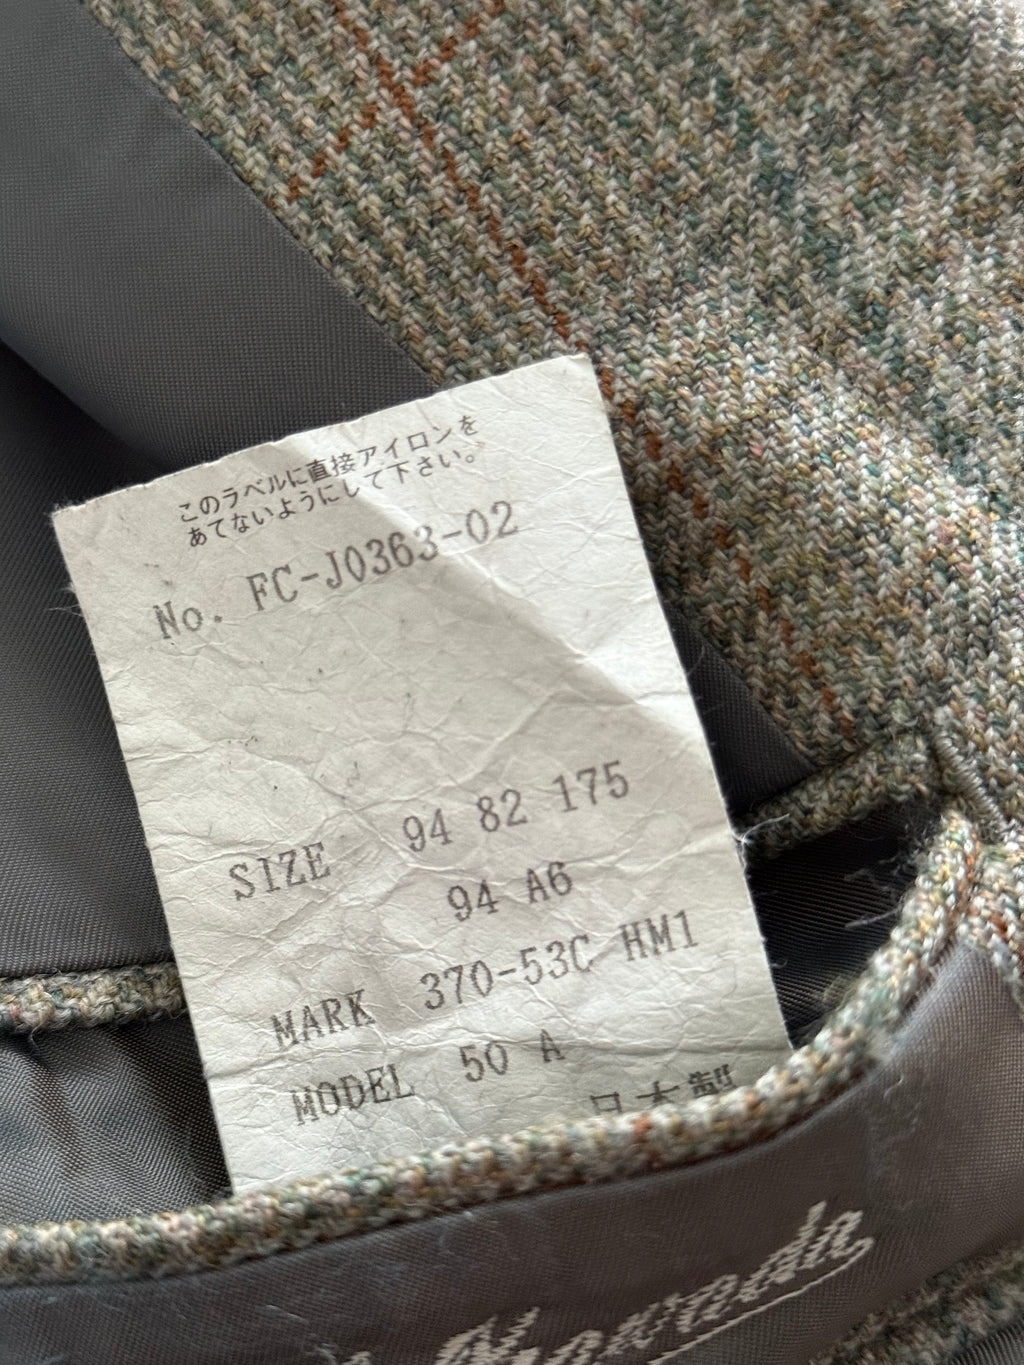 このラベルに直接アイロンを
あてないようにして下さい。
No. FC-J0363-02
SIZE 94 82 175
94 A6
MARK 370-53C HM1
MODEL 50 A
日本製